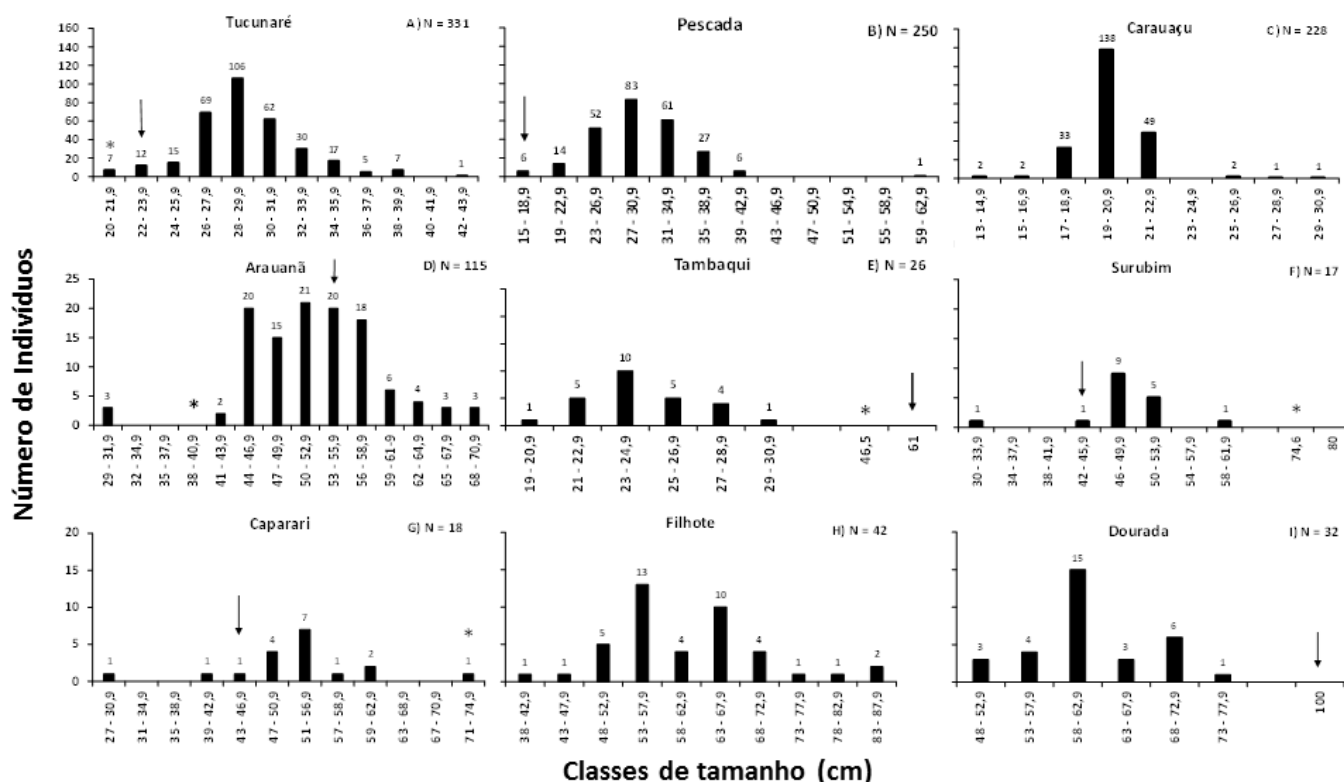 Número de Indivíduos
Tucunaré
A) N = 331
160
140
120
100
80
60
40
20
0
*
7 12 15 69 106 62 30 17 5 7 1
20 - 21,9
22 - 23,9
24 - 25,9
26 - 27,9
28 - 29,9
30 - 31,9
32 - 33,9
34 - 35,9
36 - 37,9
38 - 39,9
40 - 41,9
42 - 43,9
Pescada
B) N = 250
6 14 52 83 61 27 6 1
15 - 18,9
19 - 22,9
23 - 26,9
27 - 30,9
31 - 34,9
35 - 38,9
39 - 42,9
43 - 46,9
47 - 50,9
51 - 54,9
55 - 58,9
59 - 62,9
Carauaçu
C) N = 228
2 2 33 138 49 2 1 1
13 - 14,9
15 - 16,9
17 - 18,9
19 - 20,9
21 - 22,9
23 - 24,9
25 - 26,9
27 - 28,9
29 - 30,9
Arauanã
D) N = 115
25
20
15
10
5
0
3 * 2 20 15 21 20 18 6 4 3 3
29 - 31,9
32 - 34,9
35 - 37,9
38 - 40,9
41 - 43,9
44 - 46,9
47 - 49,9
50 - 52,9
53 - 55,9
56 - 58,9
59 - 61-9
62 - 64,9
65 - 67,9
68 - 70,9
Tambaqui
E) N = 26
1 5 10 5 4 1 *
19 - 20,9
21 - 22,9
23 - 24,9
25 - 26,9
27 - 28,9
29 - 30,9
46,5
61
Surubim
F) N = 17
1 1 9 5 1 *
30 - 33,9
34 - 37,9
38 - 41,9
42 - 45,9
46 - 49,9
50 - 53,9
54 - 57,9
58 - 61,9
74,6
80
Caparari
G) N = 18
20
15
10
5
0
1 1 1 4 7 1 2 1 *
27 - 30,9
31 - 34,9
35 - 38,9
39 - 42,9
43 - 46,9
47 - 50,9
51 - 56,9
57 - 58,9
59 - 62,9
63 - 68,9
67 - 70,9
71 - 74,9
Filhote
H) N = 42
1 1 5 13 4 10 4 1 1 2
38 - 42,9
43 - 47,9
48 - 52,9
53 - 57,9
58 - 62,9
63 - 67,9
68 - 72,9
73 - 77,9
78 - 82,9
83 - 87,9
Dourada
I) N = 32
3 4 15 3 6 1
48 - 52,9
53 - 57,9
58 - 62,9
63 - 67,9
68 - 72,9
73 - 77,9
100
Classes de tamanho (cm)